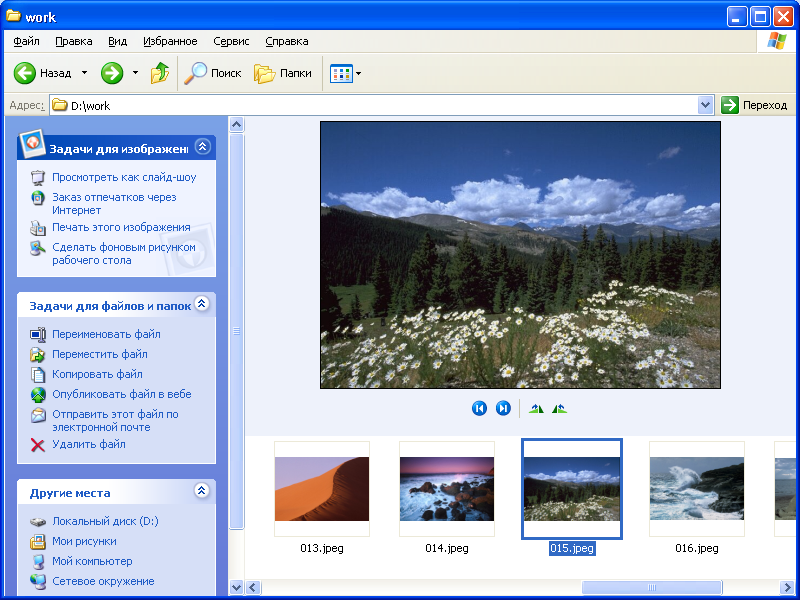 work
Файл Правка Вид Избранное Сервис Справка
Назад Поиск Папки
Адрес: D:\work Переход
Задачи для изображен
Просмотреть как слайд-шоу
Заказ отпечатков через
Интернет
Печать этого изображения
Сделать фоновым рисунком
рабочего стола
Задачи для файлов и папок
Переименовать файл
Переместить файл
Копировать файл
Опубликовать файл в вебе
Отправить этот файл по
электронной почте
Удалить файл
Другие места
Локальный диск (D:)
Мои рисунки
Мой компьютер
Сетевое окружение
013.jpeg 014.jpeg 015.jpeg 016.jpeg